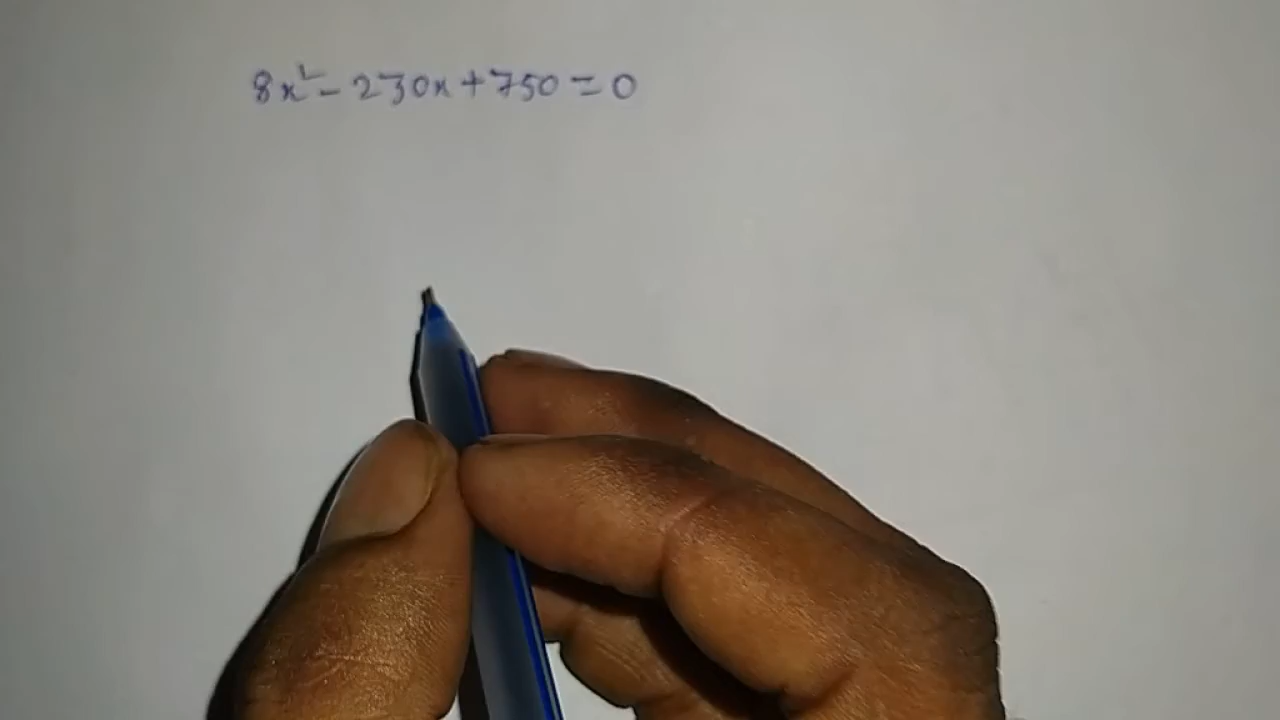 8x² - 230x + 750 = 0